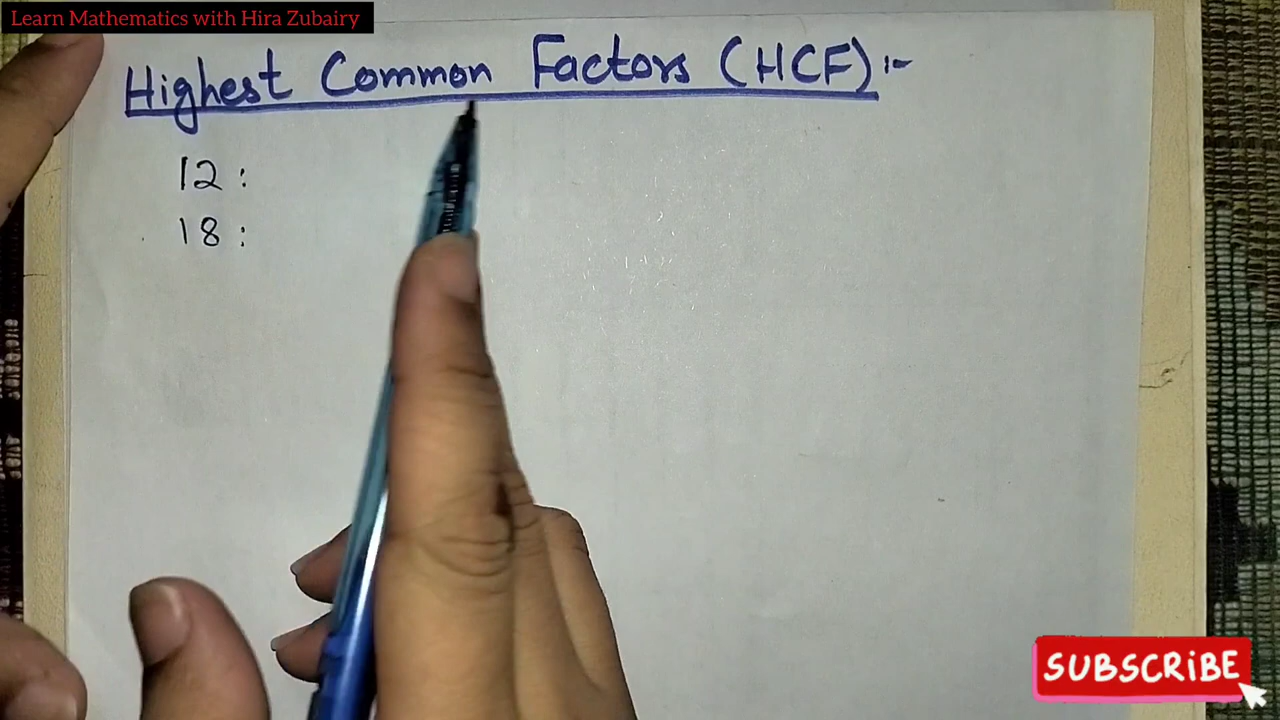 Learn Mathematics with Hira Zubairy
Highest Common Factors (HCF):-
12:
18:
SUBSCRiBE